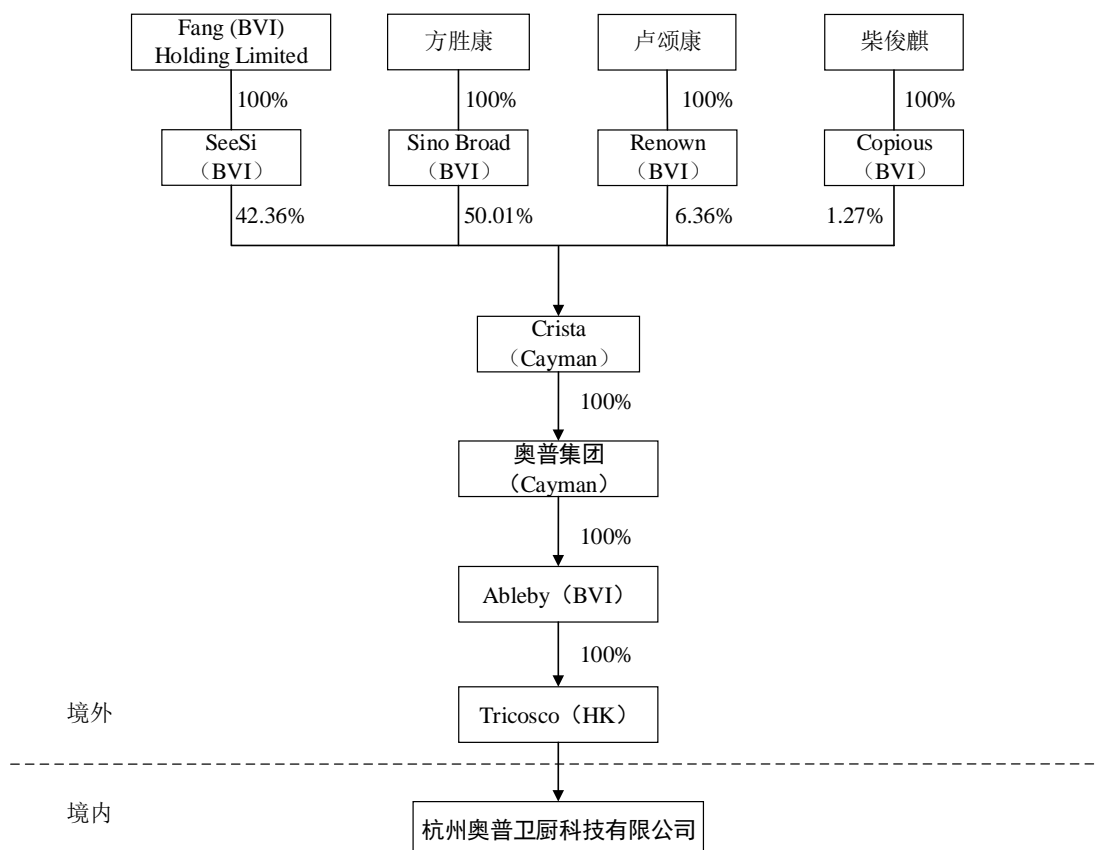 Fang (BVI)
Holding Limited
方胜康
卢颂康
柴俊麒
100%
100%
100%
100%
SeeSi
（BVI）
Sino Broad
（BVI）
Renown
（BVI）
Copious
（BVI）
42.36%
50.01%
6.36%
1.27%
Crista
（Cayman）
100%
奥普集团
（Cayman）
100%
Ableby（BVI）
100%
境外
Tricosco（HK）
境内
杭州奥普卫厨科技有限公司